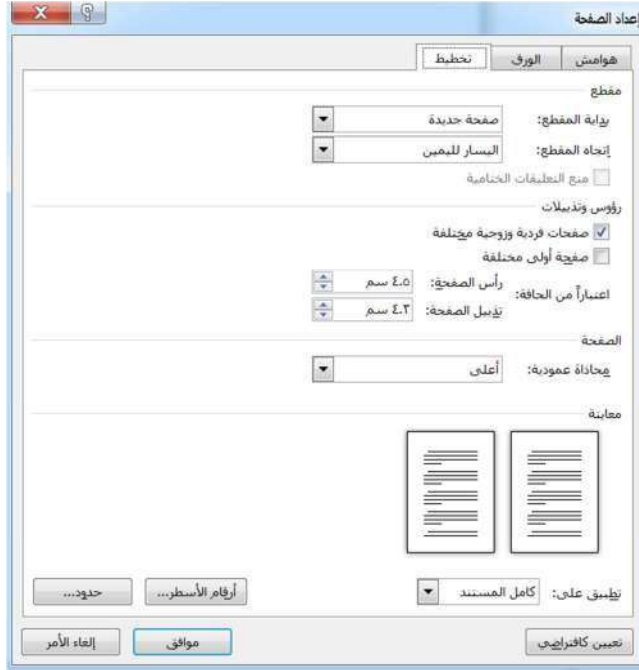 إعداد الصفحة
هوامش الورق تخطيط
مقطع
بداية المقطع: صفحة جديدة
إتجاه المقطع: اليسار لليمين
منع التعليقات الختامية
رؤوس وتذييلات
صفحات فردية وزوجية مختلفة
صفحة أولى مختلفة
اعتباراً من الحافة: رأس الصفحة: ٤.٥ سم
تذييل الصفحة: ٤.٣ سم
الصفحة
محاذاة عمودية: أعلى
معاينة
تطبيق على: كامل المستند أرقام الأسطر... حدود...
تعيين كافتراضي موافق إلغاء الأمر